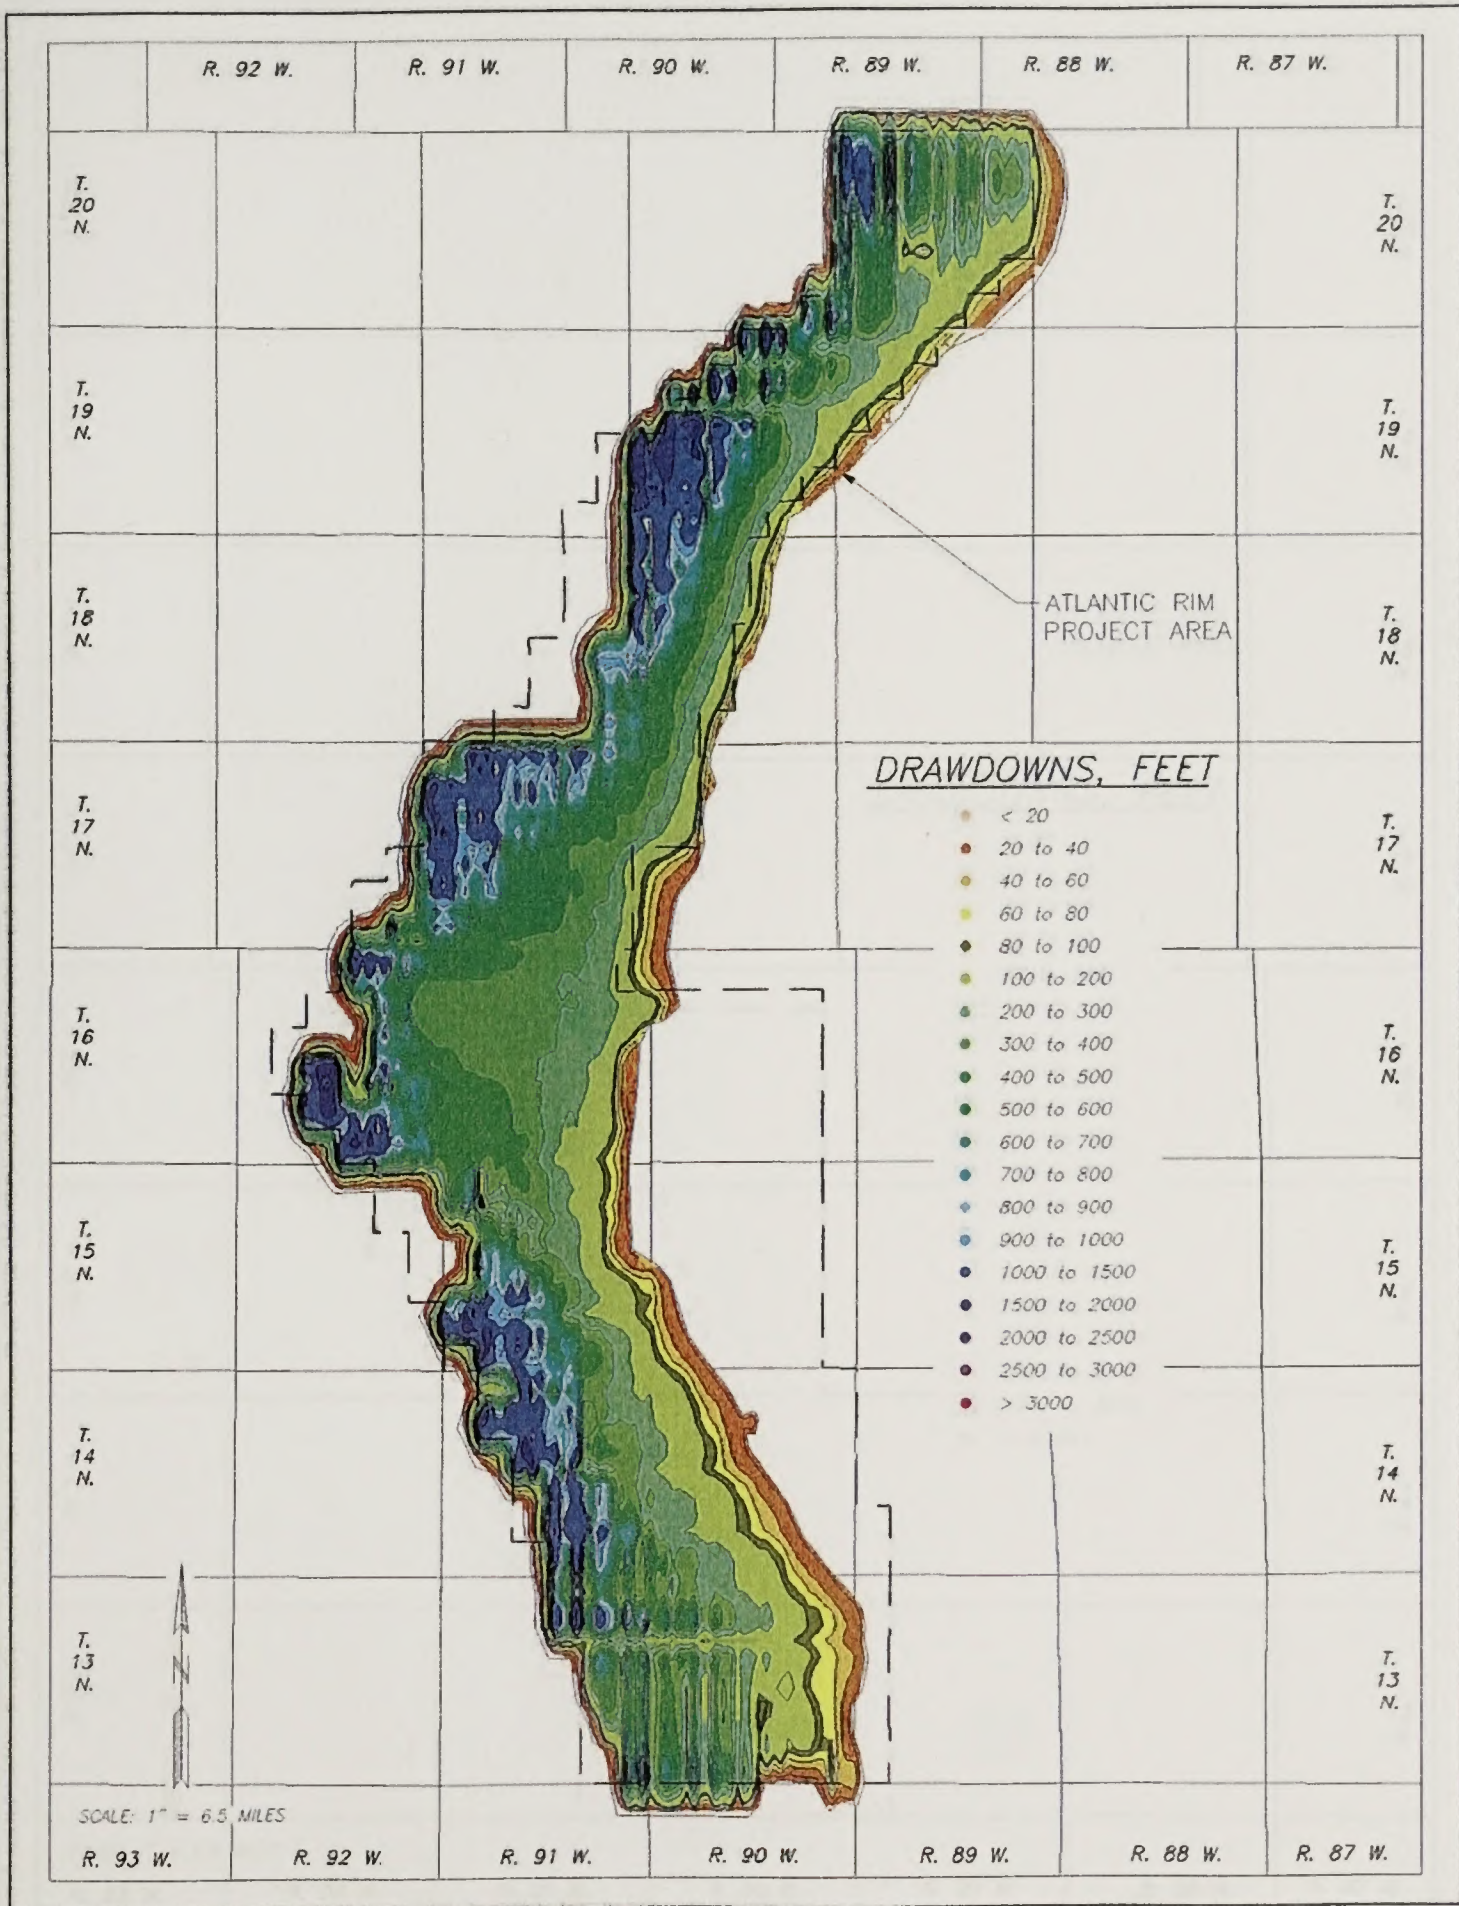 R. 92 W. R. 91 W. R. 90 W. R. 89 W. R. 88 W. R. 87 W.
T.
20
N.
T.
20
N.
T.
19
N.
T.
19
N.
ATLANTIC RIM
PROJECT AREA
T.
18
N.
T.
18
N.
DRAWDOWNS, FEET
< 20
20 to 40
40 to 60
60 to 80
80 to 100
100 to 200
200 to 300
300 to 400
400 to 500
500 to 600
600 to 700
700 to 800
800 to 900
900 to 1000
1000 to 1500
1500 to 2000
2000 to 2500
2500 to 3000
> 3000
T.
17
N.
T.
17
N.
T.
16
N.
T.
16
N.
T.
15
N.
T.
15
N.
T.
14
N.
T.
14
N.
T.
13
N.
N
T.
13
N.
SCALE: 1" = 6.5 MILES
R. 93 W. R. 92 W. R. 91 W. R. 90 W. R. 89 W. R. 88 W. R. 87 W.